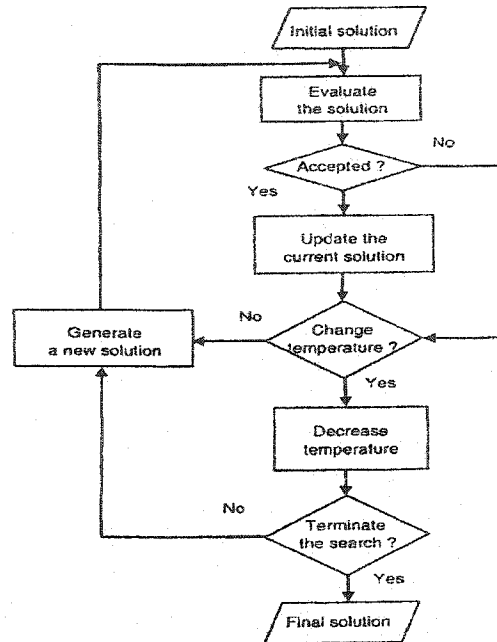 Initial solution
Evaluate
the solution
No
Accepted ?
Yes
Update the
current solution
No
Change
temperature ?
Generate
a new solution
Yes
Decrease
temperature
No
Terminate
the search ?
Yes
Final solution